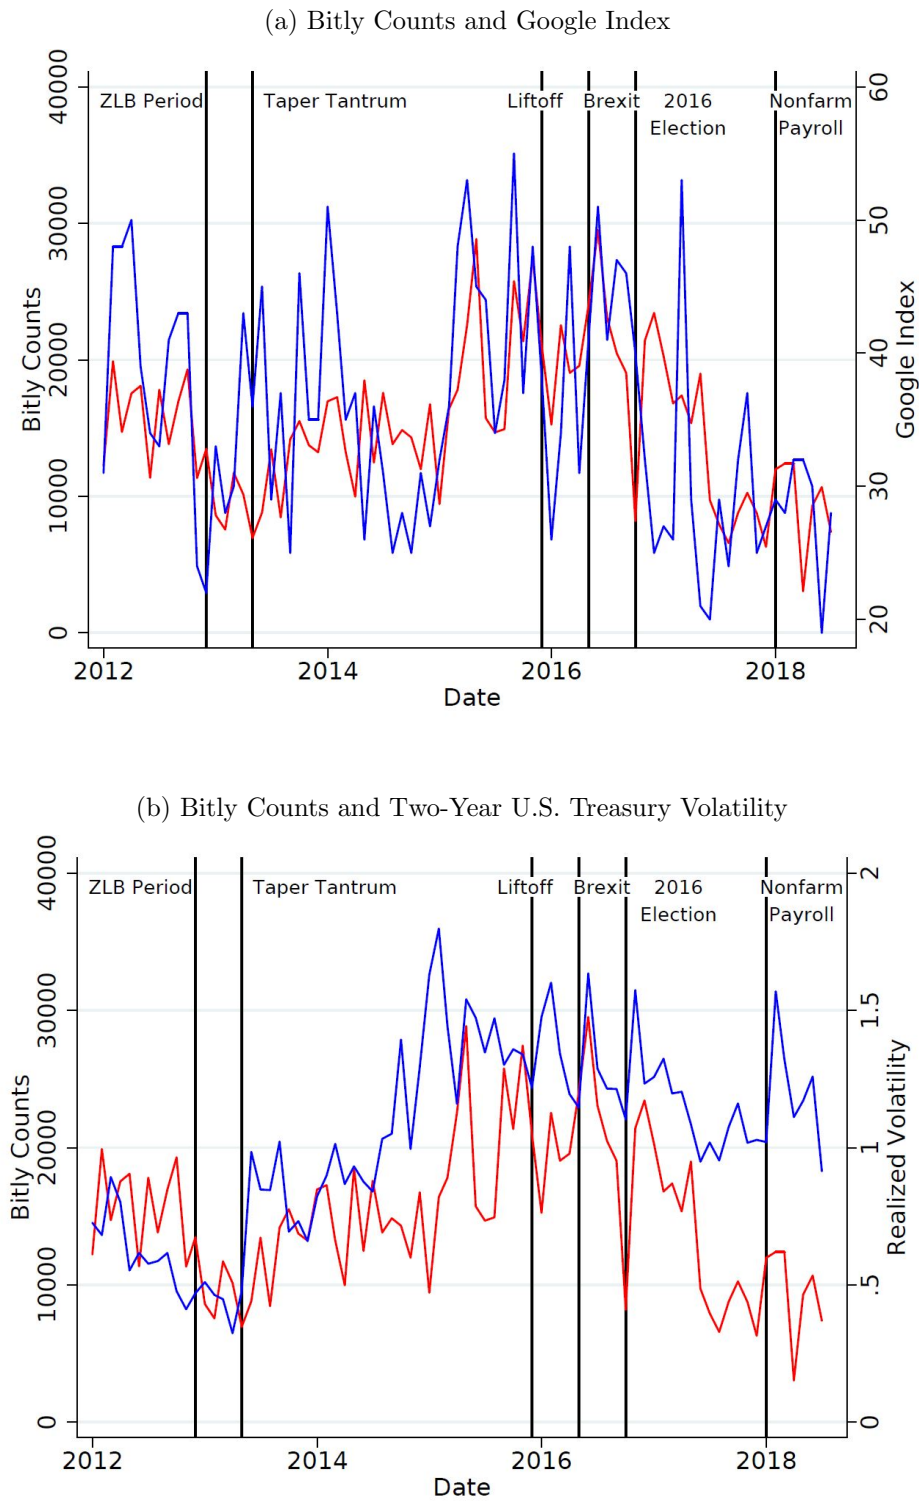 (a) Bitly Counts and Google Index
ZLB Period
Taper Tantrum
Liftoff
Brexit
2016
Election
Nonfarm
Payroll
40000
30000
20000
10000
0
Bitly Counts
60
50
40
30
20
Google Index
2012
2014
2016
2018
Date
(b) Bitly Counts and Two-Year U.S. Treasury Volatility
ZLB Period
Taper Tantrum
Liftoff
Brexit
2016
Election
Nonfarm
Payroll
40000
30000
20000
10000
0
Bitly Counts
2
1.5
1
.5
0
Realized Volatility
2012
2014
2016
2018
Date